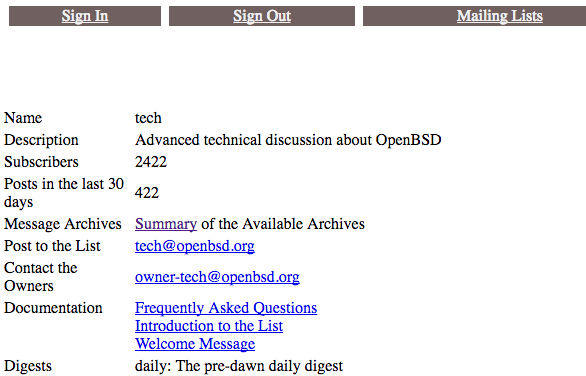 Sign In Sign Out Mailing Lists
Name tech
Description Advanced technical discussion about OpenBSD
Subscribers 2422
Posts in the last 30
days 422
Message Archives Summary of the Available Archives
Post to the List tech@openbsd.org
Contact the
Owners owner-tech@openbsd.org
Documentation Frequently Asked Questions
Introduction to the List
Welcome Message
Digests daily: The pre-dawn daily digest